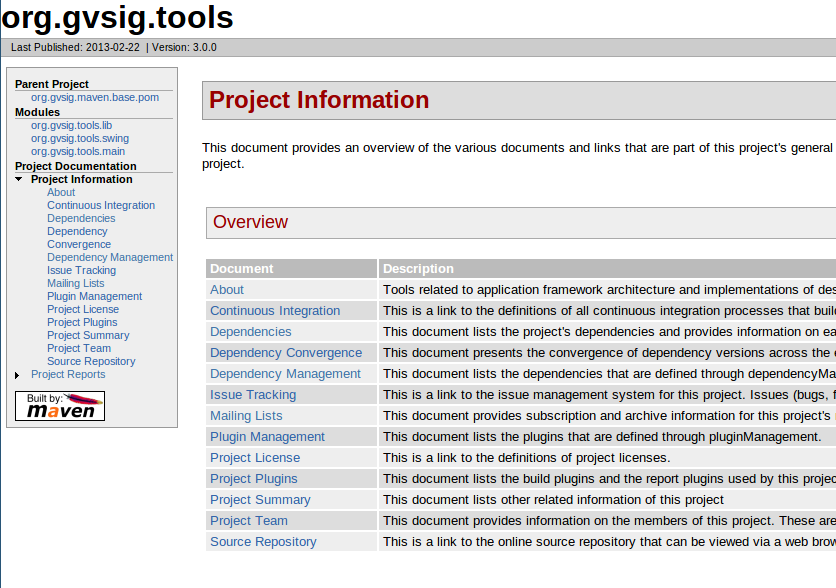 org.gvsig.tools
Last Published: 2013-02-22 | Version: 3.0.0
Parent Project
org.gvsig.maven.base.pom
Modules
org.gvsig.tools.lib
org.gvsig.tools.swing
org.gvsig.tools.main
Project Documentation
Project Information
About
Continuous Integration
Dependencies
Dependency
Convergence
Dependency Management
Issue Tracking
Mailing Lists
Plugin Management
Project License
Project Plugins
Project Summary
Project Team
Source Repository
Project Reports
Built by:
maven
Project Information
This document provides an overview of the various documents and links that are part of this project's general
project.
Overview
Document Description
About Tools related to application framework architecture and implementations of des
Continuous Integration This is a link to the definitions of all continuous integration processes that buil
Dependencies This document lists the project's dependencies and provides information on ea
Dependency Convergence This document presents the convergence of dependency versions across the
Dependency Management This document lists the dependencies that are defined through dependencyMa
Issue Tracking This is a link to the issue management system for this project. Issues (bugs, f
Mailing Lists This document provides subscription and archive information for this project's
Plugin Management This document lists the plugins that are defined through pluginManagement.
Project License This is a link to the definitions of project licenses.
Project Plugins This document lists the build plugins and the report plugins used by this projec
Project Summary This document lists other related information of this project
Project Team This document provides information on the members of this project. These are
Source Repository This is a link to the online source repository that can be viewed via a web brow